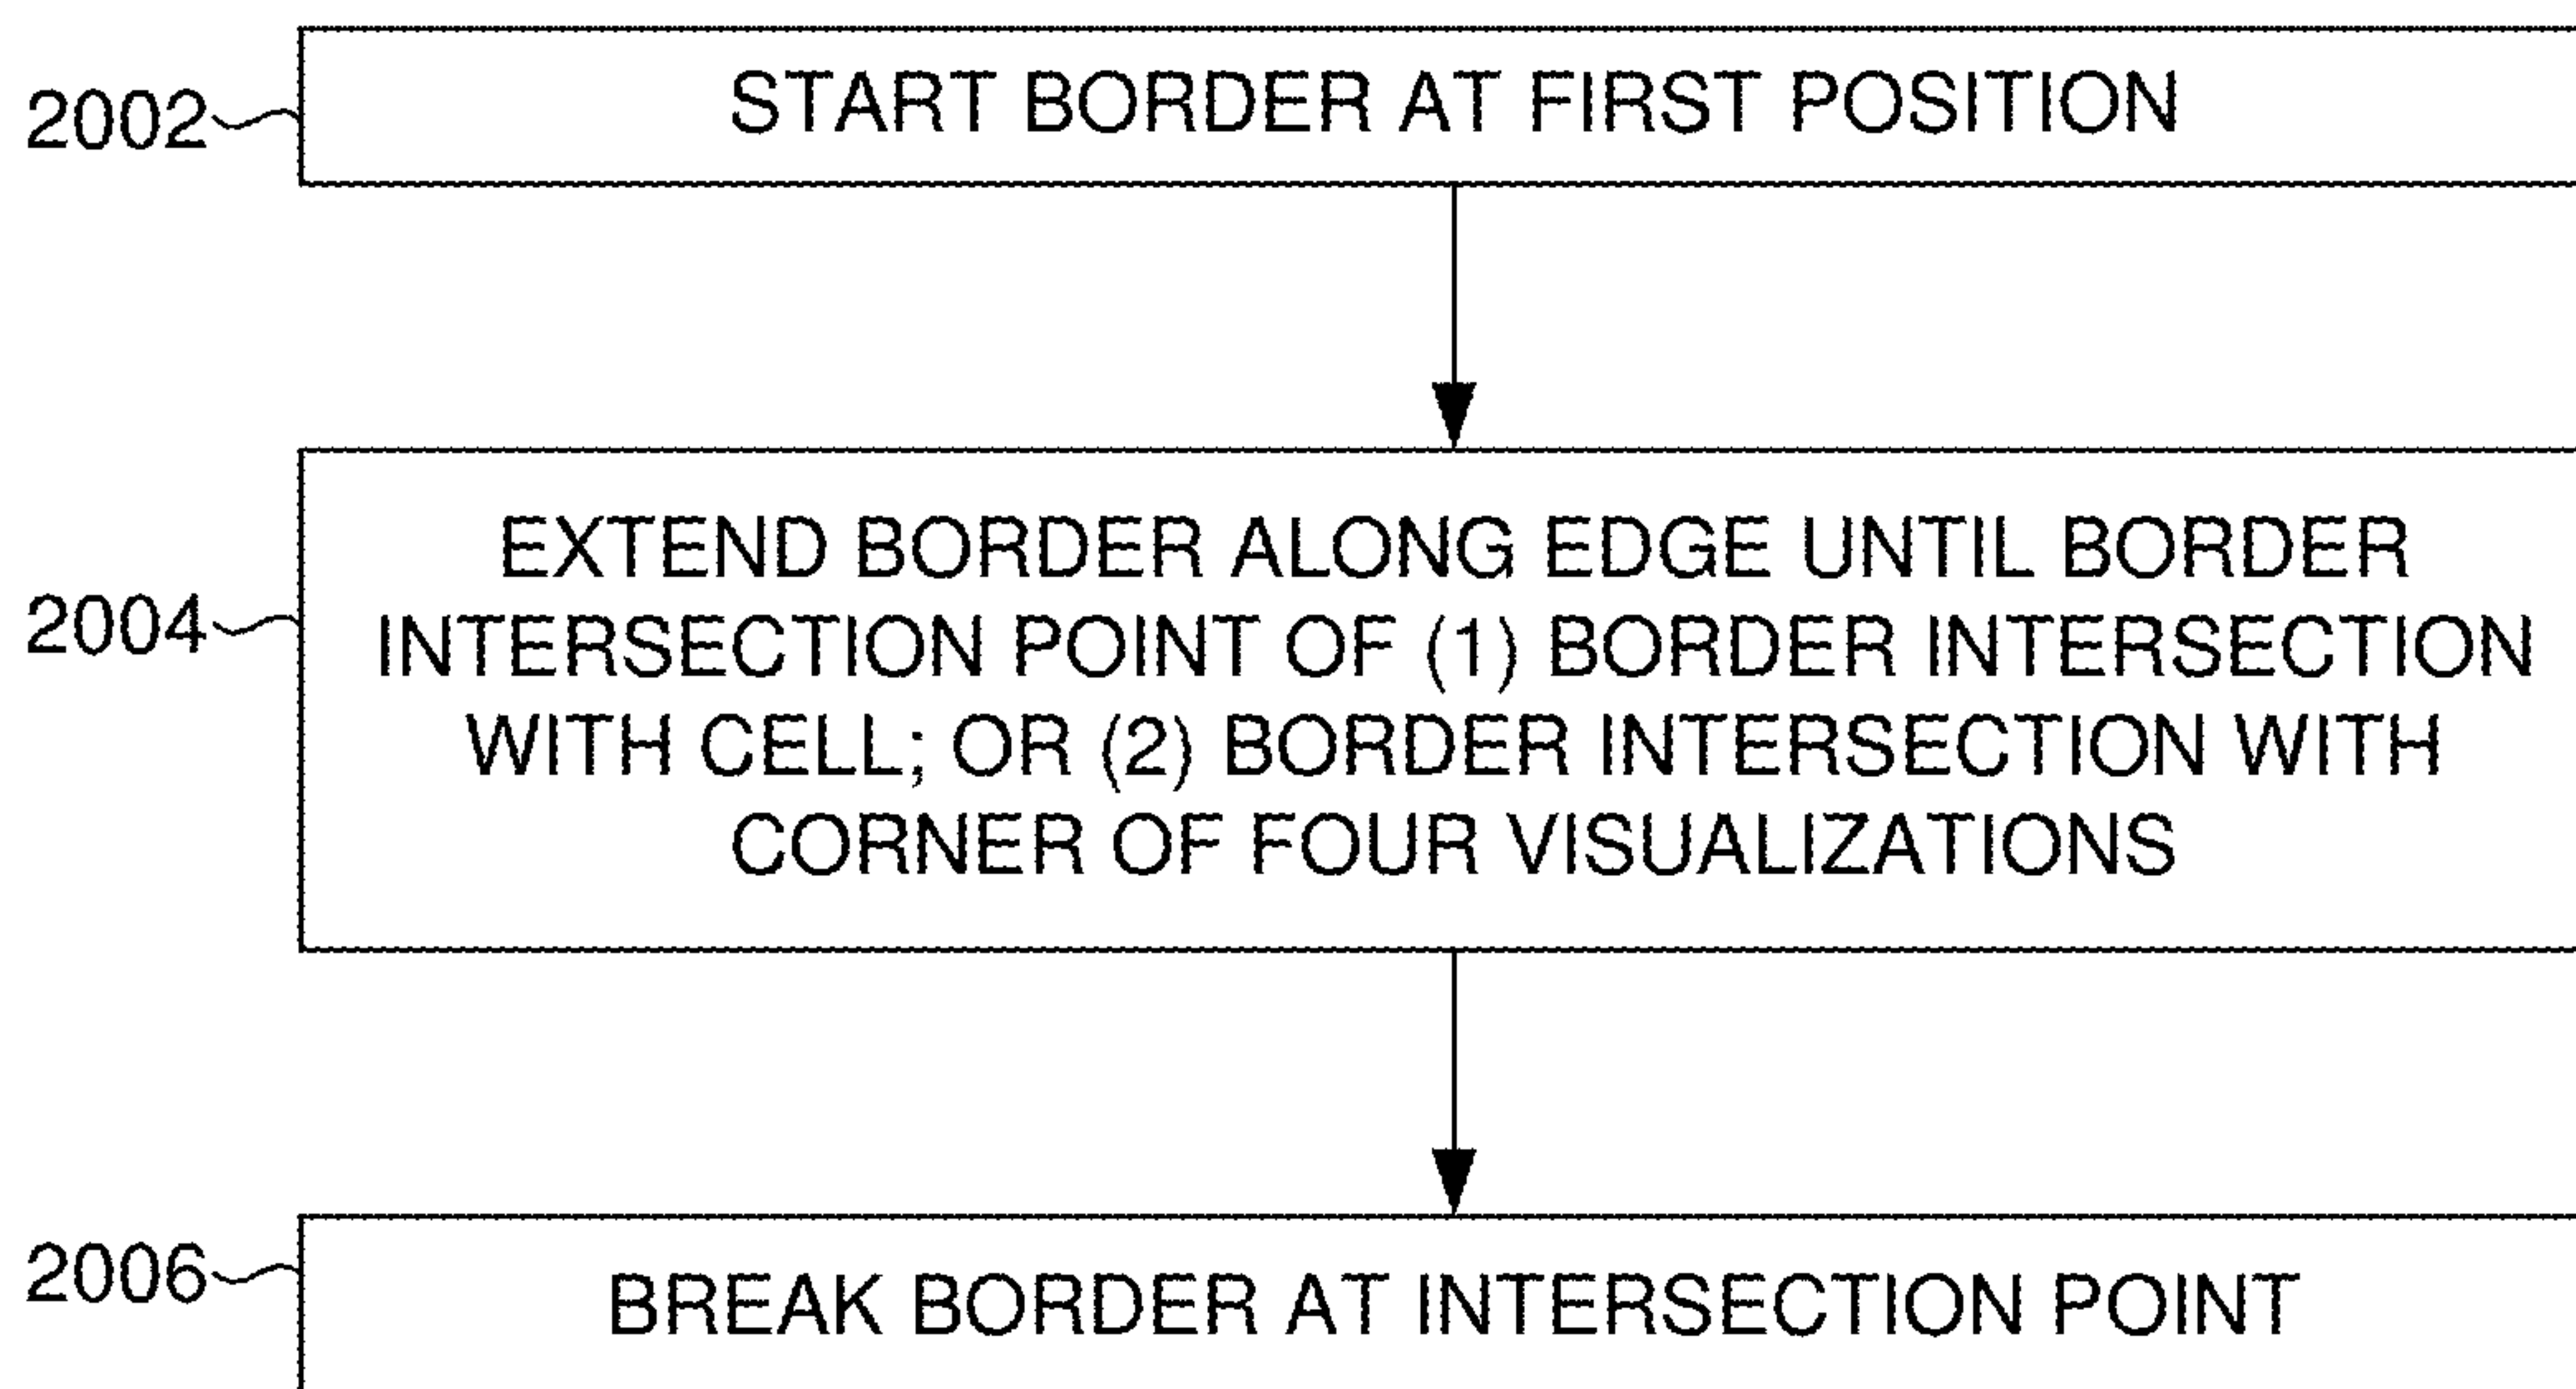 2002
START BORDER AT FIRST POSITION
2004
EXTEND BORDER ALONG EDGE UNTIL BORDER
INTERSECTION POINT OF (1) BORDER INTERSECTION
WITH CELL; OR (2) BORDER INTERSECTION WITH
CORNER OF FOUR VISUALIZATIONS
2006
BREAK BORDER AT INTERSECTION POINT